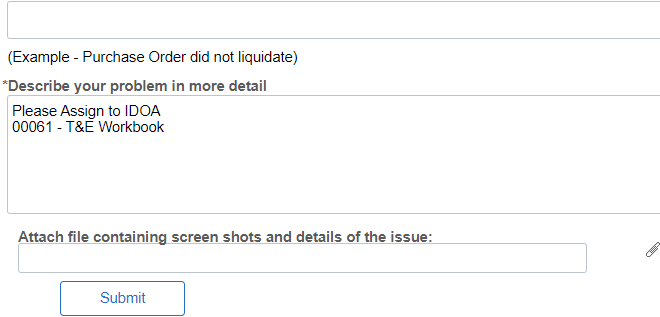 (Example - Purchase Order did not liquidate)
*Describe your problem in more detail
Please Assign to IDOA
00061 - T&E Workbook
Attach file containing screen shots and details of the issue:
Submit